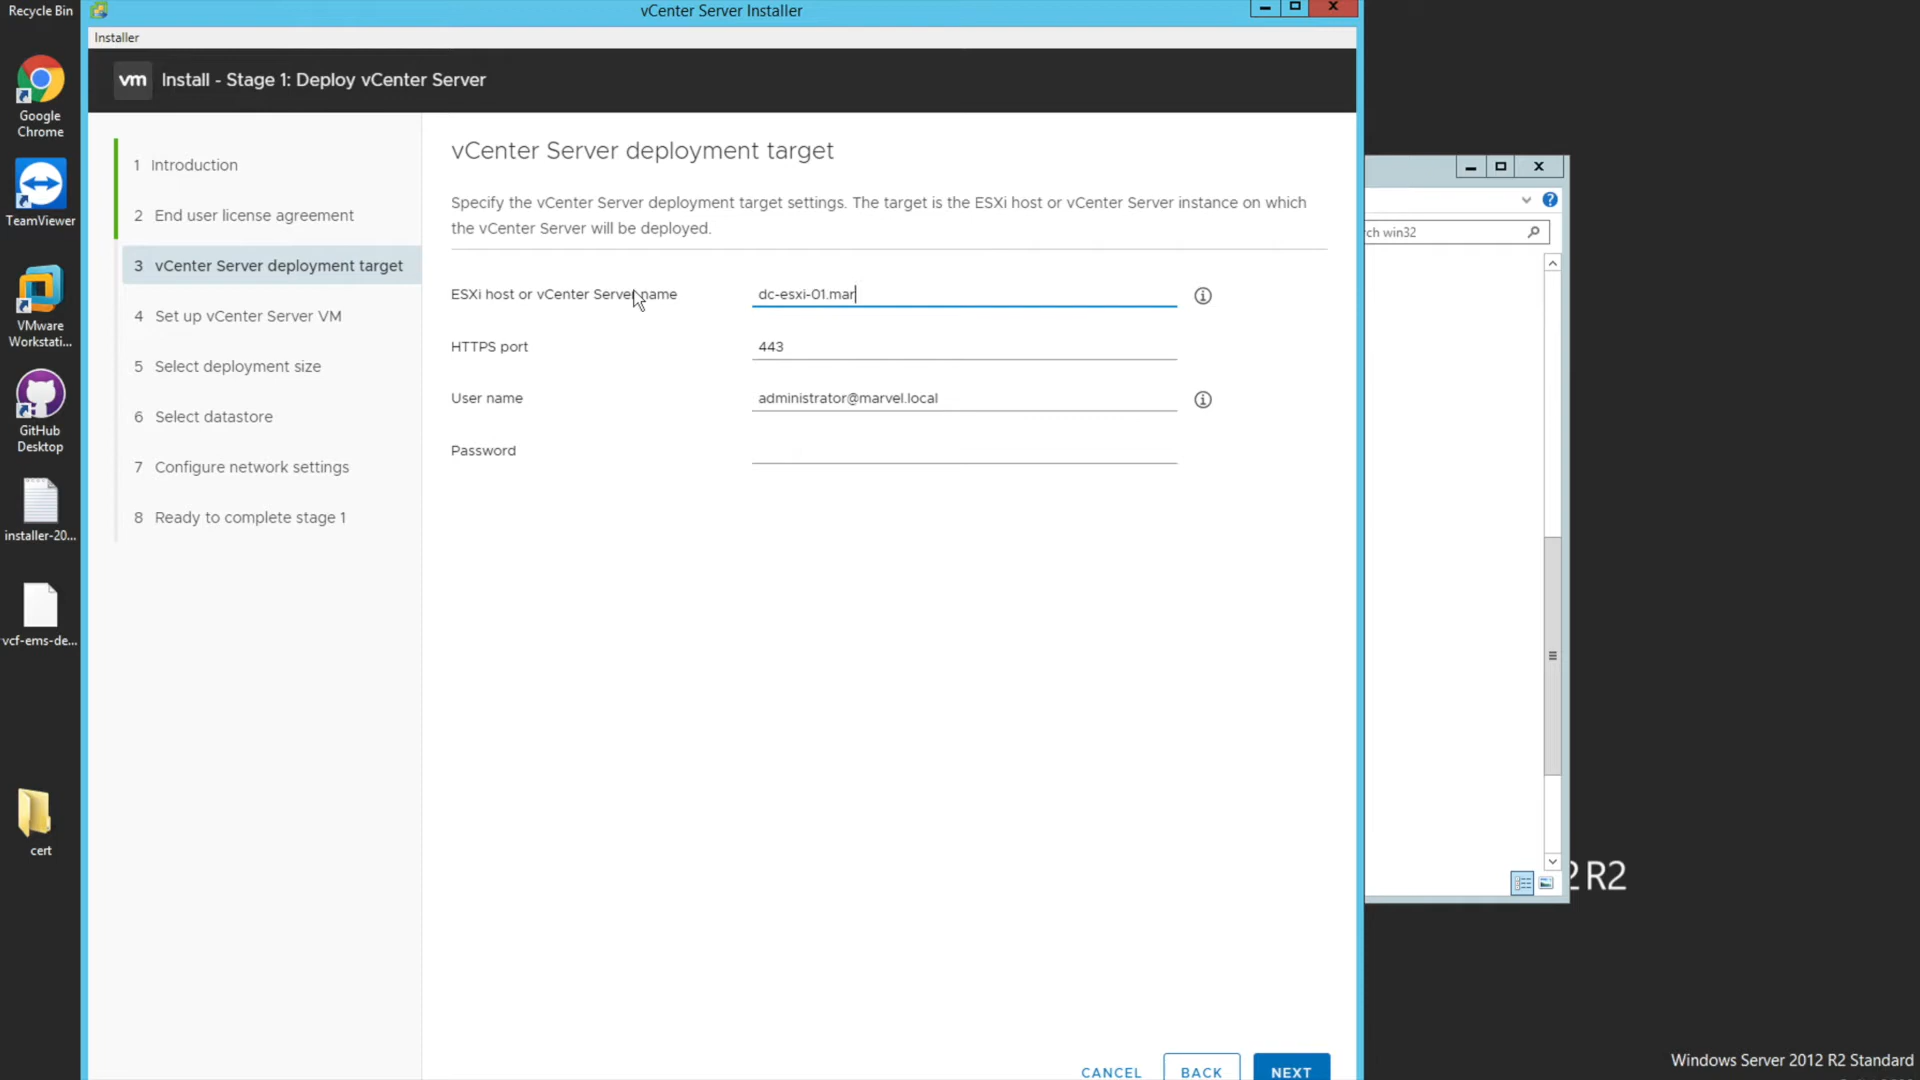 Recycle Bin
Google
Chrome
TeamViewer
VMware
Workstati...
GitHub
Desktop
installer-20...
vcf-ems-de...
cert
vCenter Server Installer
Installer
vm Install - Stage 1: Deploy vCenter Server
1 Introduction
2 End user license agreement
3 vCenter Server deployment target
4 Set up vCenter Server VM
5 Select deployment size
6 Select datastore
7 Configure network settings
8 Ready to complete stage 1
vCenter Server deployment target
Specify the vCenter Server deployment target settings. The target is the ESXi host or vCenter Server instance on which
the vCenter Server will be deployed.
ESXi host or vCenter Server name dc-esxi-01.mar
HTTPS port 443
User name administrator@marvel.local
Password
CANCEL BACK NEXT
rch win32
2 R2
Windows Server 2012 R2 Standard